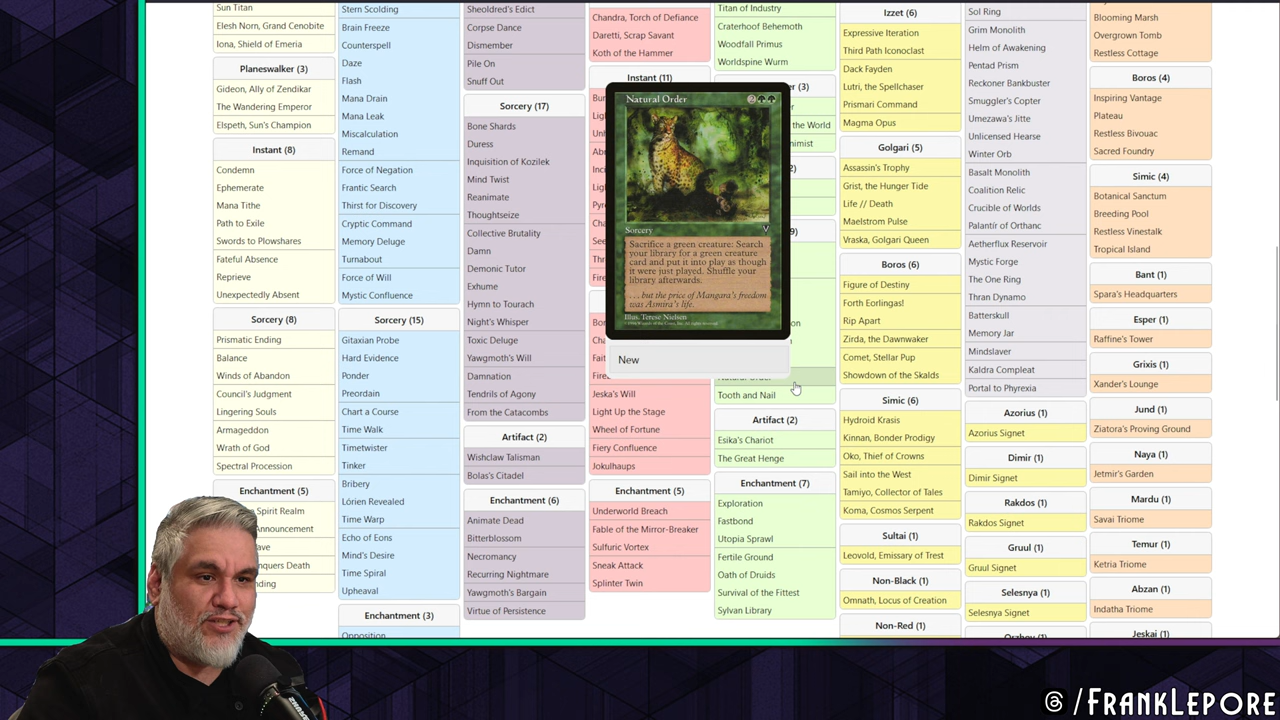 Sun Titan
Elesh Norn, Grand Cenobite
Iona, Shield of Emeria
Planeswalker (3)
Gideon, Ally of Zendikar
The Wandering Emperor
Elspeth, Sun's Champion
Instant (8)
Condemn
Ephemerate
Mana Tithe
Path to Exile
Swords to Plowshares
Fateful Absence
Reprieve
Unexpectedly Absent
Sorcery (8)
Prismatic Ending
Balance
Winds of Abandon
Council's Judgment
Lingering Souls
Armageddon
Wrath of God
Spectral Procession
Enchantment (5)
Spirit Realm
Announcement
Stern Scolding
Brain Freeze
Counterspell
Daze
Flash
Mana Drain
Mana Leak
Miscalculation
Remand
Force of Negation
Frantic Search
Thirst for Discovery
Cryptic Command
Memory Deluge
Turnabout
Force of Will
Mystic Confluence
Sorcery (15)
Gitaxian Probe
Hard Evidence
Ponder
Preordain
Chart a Course
Time Walk
Timetwister
Tinker
Bribery
Lórien Revealed
Time Warp
Echo of Eons
Mind's Desire
Time Spiral
Upheaval
Enchantment (3)
Opposition
Sheoldred's Edict
Corpse Dance
Dismember
Pile On
Snuff Out
Sorcery (17)
Bone Shards
Duress
Inquisition of Kozilek
Mind Twist
Reanimate
Thoughtseize
Collective Brutality
Damn
Demonic Tutor
Exhume
Hymn to Tourach
Night's Whisper
Toxic Deluge
Yawgmoth's Will
Damnation
Tendrils of Agony
From the Catacombs
Artifact (2)
Wishclaw Talisman
Bolas's Citadel
Enchantment (6)
Animate Dead
Bitterblossom
Necromancy
Recurring Nightmare
Yawgmoth's Bargain
Virtue of Persistence
Chandra, Torch of Defiance
Daretti, Scrap Savant
Koth of the Hammer
Instant (11)
Jeska's Will
Light Up the Stage
Wheel of Fortune
Fiery Confluence
Jokulhaups
Enchantment (5)
Underworld Breach
Fable of the Mirror-Breaker
Sulfuric Vortex
Sneak Attack
Splinter Twin
Natural Order
Sorcery
Sacrifice a green creature: Search
your library for a green creature
card and put it into play as though
it were just played. Shuffle your
library afterwards.
... but the price of Mangara's freedom
was Asmira's life.
Illus. Terese Nielsen
New
Titan of Industry
Craterhoof Behemoth
Woodfall Primus
Worldspine Wurm
Natural Order
Tooth and Nail
Artifact (2)
Esika's Chariot
The Great Henge
Enchantment (7)
Exploration
Fastbond
Utopia Sprawl
Fertile Ground
Oath of Druids
Survival of the Fittest
Sylvan Library
Izzet (6)
Expressive Iteration
Third Path Iconoclast
Dack Fayden
Lutri, the Spellchaser
Prismari Command
Magma Opus
Golgari (5)
Assassin's Trophy
Grist, the Hunger Tide
Life // Death
Maelstrom Pulse
Vraska, Golgari Queen
Boros (6)
Figure of Destiny
Forth Eorlingas!
Rip Apart
Zirda, the Dawnwaker
Comet, Stellar Pup
Showdown of the Skalds
Simic (6)
Hydroid Krasis
Kinnan, Bonder Prodigy
Oko, Thief of Crowns
Sail into the West
Tamiyo, Collector of Tales
Koma, Cosmos Serpent
Sultai (1)
Leovold, Emissary of Trest
Non-Black (1)
Omnath, Locus of Creation
Non-Red (1)
Sol Ring
Grim Monolith
Helm of Awakening
Pentad Prism
Reckoner Bankbuster
Smuggler's Copter
Umezawa's Jitte
Unlicensed Hearse
Winter Orb
Basalt Monolith
Coalition Relic
Crucible of Worlds
Palantír of Orthanc
Aetherflux Reservoir
Mystic Forge
The One Ring
Thran Dynamo
Batterskull
Memory Jar
Mindslaver
Kaldra Compleat
Portal to Phyrexia
Azorius (1)
Azorius Signet
Dimir (1)
Dimir Signet
Rakdos (1)
Rakdos Signet
Gruul (1)
Gruul Signet
Selesnya (1)
Selesnya Signet
Orzhov (1)
Blooming Marsh
Overgrown Tomb
Restless Cottage
Boros (4)
Inspiring Vantage
Plateau
Restless Bivouac
Sacred Foundry
Simic (4)
Botanical Sanctum
Breeding Pool
Restless Vinestalk
Tropical Island
Bant (1)
Spara's Headquarters
Esper (1)
Raffine's Tower
Grixis (1)
Xander's Lounge
Jund (1)
Ziatora's Proving Ground
Naya (1)
Jetmir's Garden
Mardu (1)
Savai Triome
Temur (1)
Ketria Triome
Abzan (1)
Indatha Triome
Jeskai (1)
/FRANKLEPORE